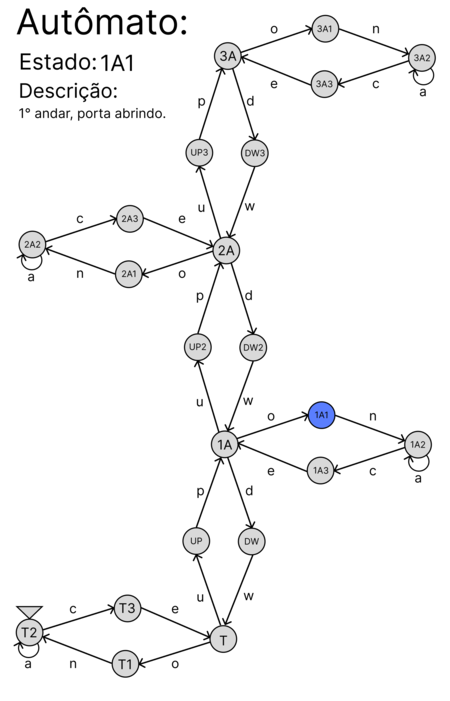 Autômato:
Estado: 1A1
Descrição:
1° andar, porta abrindo.
o
3A1
n
3A
3A2
3A3
e
c
a
p
d
UP3
DW3
u
w
c
2A3
e
2A2
2A
a
n
2A1
o
p
d
UP2
DW2
u
w
o
1A1
n
1A
1A2
1A3
e
c
a
p
d
UP
DW
u
w
c
T3
e
T2
T
a
n
T1
o